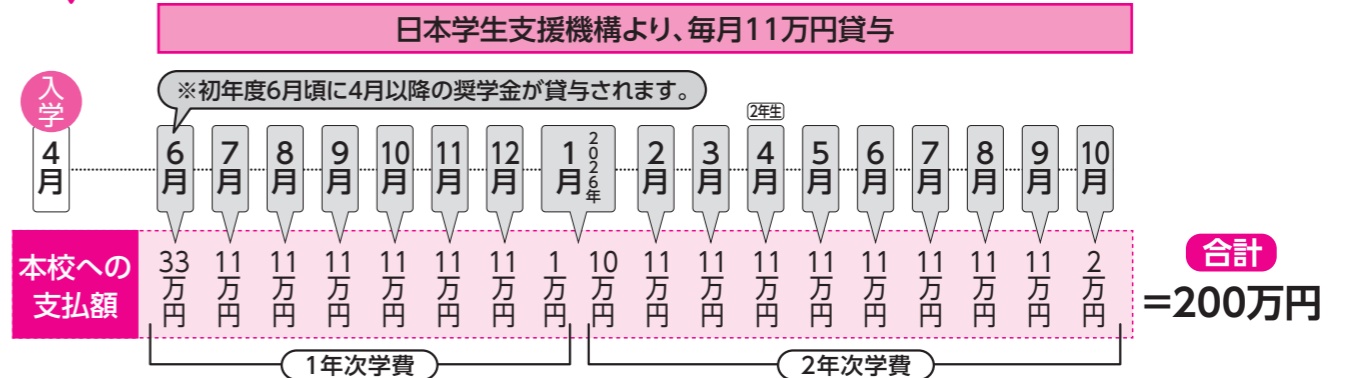 日本学生支援機構より、毎月11万円貸与
入学
※初年度6月頃に4月以降の奨学金が貸与されます。
2年生
4月 6月 7月 8月 9月 10月 11月 12月 1月 2026年 2月 3月 4月 5月 6月 7月 8月 9月 10月
本校への
支払額
33万円 11万円 11万円 11万円 11万円 11万円 11万円 1万円 10万円 11万円 11万円 11万円 11万円 11万円 11万円 11万円 11万円 2万円
合計
=200万円
1年次学費 2年次学費